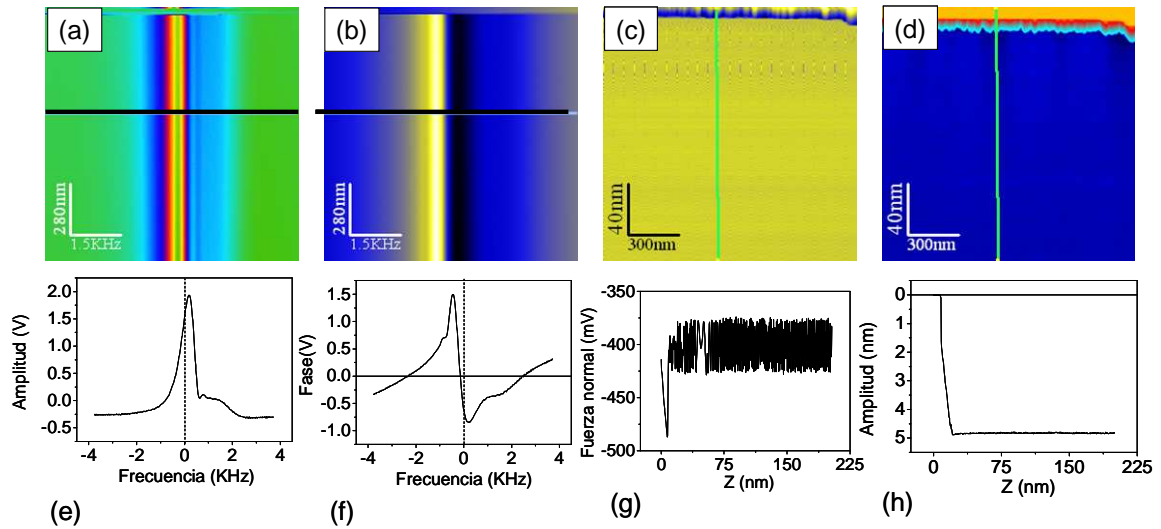 (a)
280nm
1.5KHz
(b)
280nm
1.5KHz
(c)
40nm
300nm
(d)
40nm
300nm
2.0
1.5
1.0
0.5
0.0
-0.5
Amplitud (V)
-4 -2 0 2 4
Frecuencia (KHz)
(e)
1.5
1.0
0.5
0.0
-0.5
-1.0
Fase(V)
-4 -2 0 2 4
Frecuencia (KHz)
(f)
-350
-400
-450
-500
Fuerza normal (mV)
0 75 150 225
Z (nm)
(g)
0
1
2
3
4
5
Amplitud (nm)
0 75 150 225
Z (nm)
(h)